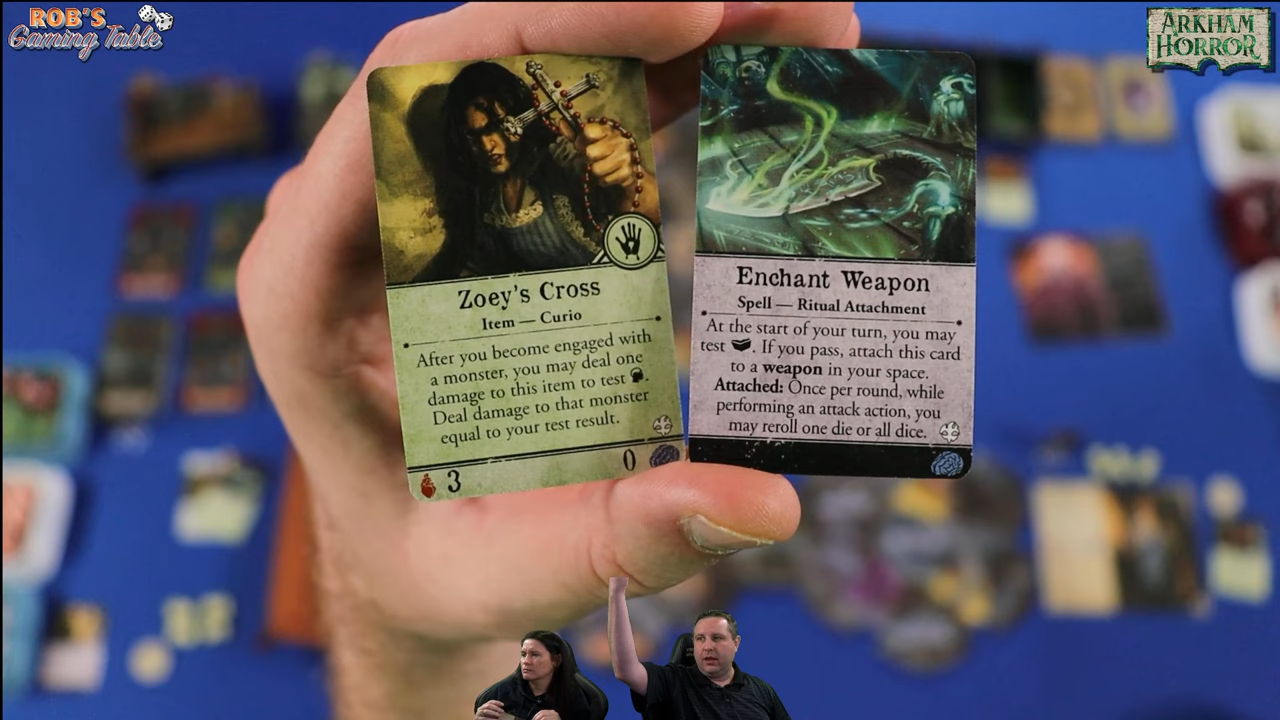 ROB'S
Gaming Table
ARKHAM
HORROR
Zoey's Cross
Item — Curio
After you become engaged with
a monster, you may deal one
damage to this item to test .
Deal damage to that monster
equal to your test result.
3
0
Enchant Weapon
Spell — Ritual Attachment
At the start of your turn, you may
test . If you pass, attach this card
to a weapon in your space.
Attached: Once per round, while
performing an attack action, you
may reroll one die or all dice.